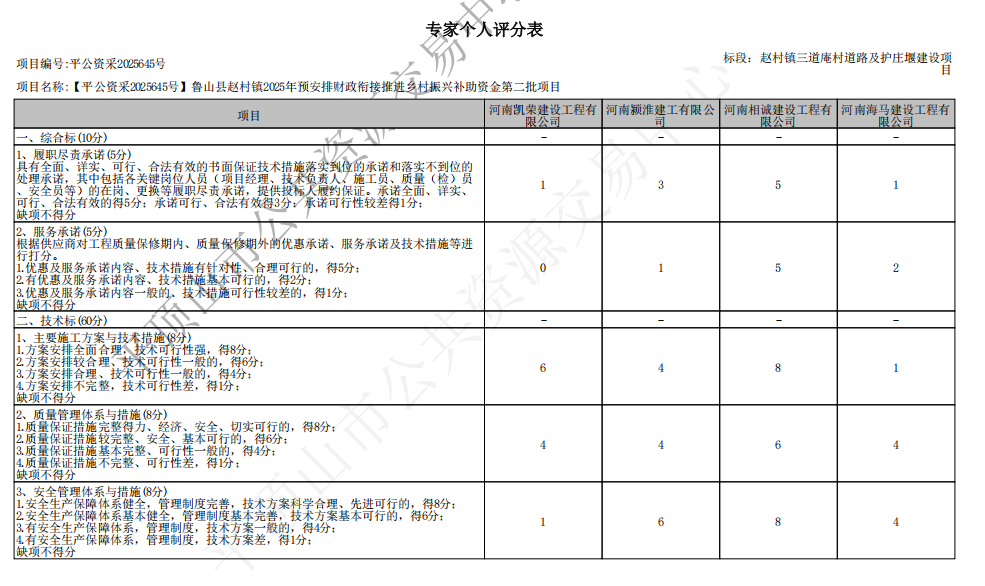 专家个人评分表
项目编号:平公资采2025645号
标段：赵村镇三道庵村道路及护庄堰建设项
目
项目名称:【平公资采2025645号】鲁山县赵村镇2025年预安排财政衔接推进乡村振兴补助资金第二批项目
项目
河南凯荣建设工程有
限公司
河南颍淮建工有限公
司
河南相诚建设工程有
限公司
河南海马建设工程有
限公司
一、综合标(10分)
－ － － －
1、履职尽责承诺(5分)
具有全面、详实、可行、合法有效的书面保证技术措施落实到位的承诺和落实不到位的
处理承诺，其中包括各关键岗位人员（项目经理、技术负责人、施工员、质量（检）员
、安全员等）的在岗、更换等履职尽责承诺，提供投标人履约保证。承诺全面、详实、
可行、合法有效的得5分；承诺可行、合法有效得3分；承诺可行性较差得1分；
缺项不得分
1 3 5 1
2、服务承诺(5分)
根据供应商对工程质量保修期内、质量保修期外的优惠承诺、服务承诺及技术措施等进
行打分。
1.优惠及服务承诺内容、技术措施有针对性、合理可行的，得5分；
2.有优惠及服务承诺内容、技术措施基本可行的，得2分；
3.优惠及服务承诺内容一般的、技术措施可行性较差的，得1分；
缺项不得分
0 1 5 2
二、技术标(60分)
－ － － －
1、主要施工方案与技术措施(8分)
1.方案安排全面合理、技术可行性强，得8分；
2.方案安排较合理、技术可行性一般的，得6分；
3.方案安排合理、技术可行性一般的，得4分；
4.方案安排不完整，技术可行性差，得1分；
缺项不得分
6 4 8 1
2、质量管理体系与措施(8分)
1.质量保证措施完整得力、经济、安全、切实可行的，得8分；
2.质量保证措施较完整、安全、基本可行的，得6分；
3.质量保证措施基本完整、可行性一般的，得4分；
4.质量保证措施不完整、可行性差，得1分；
缺项不得分
4 4 6 4
3、安全管理体系与措施(8分)
1.安全生产保障体系健全，管理制度完善，技术方案科学合理、先进可行的，得8分；
2.安全生产保障体系基本健全，管理制度基本完善，技术方案基本可行的，得6分；
3.有安全生产保障体系，管理制度，技术方案一般的，得4分；
4.有安全生产保障体系，管理制度，技术方案差，得1分；
缺项不得分
1 6 8 4
平顶山市公共资源交易中心
平顶山市公共资源交易中心